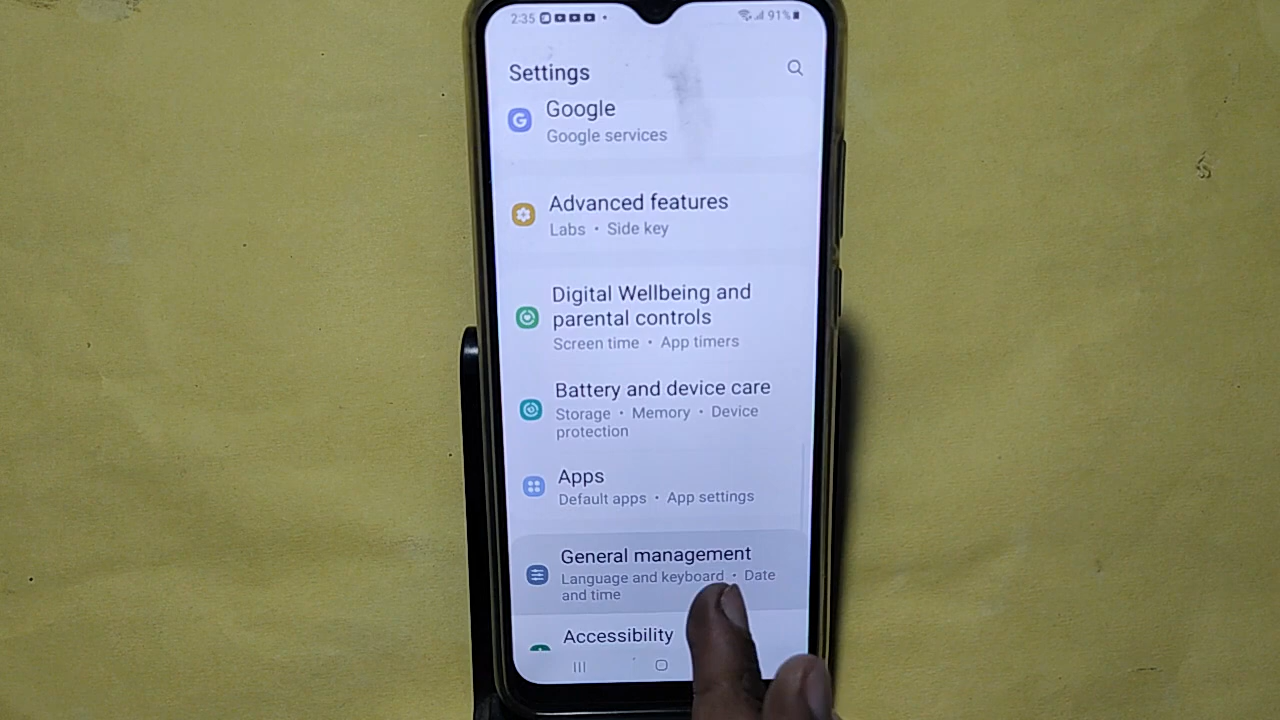 2:35
91%
Settings
Google
Google services
Advanced features
Labs • Side key
Digital Wellbeing and
parental controls
Screen time • App timers
Battery and device care
Storage • Memory • Device
protection
Apps
Default apps • App settings
General management
Language and keyboard • Date
and time
Accessibility